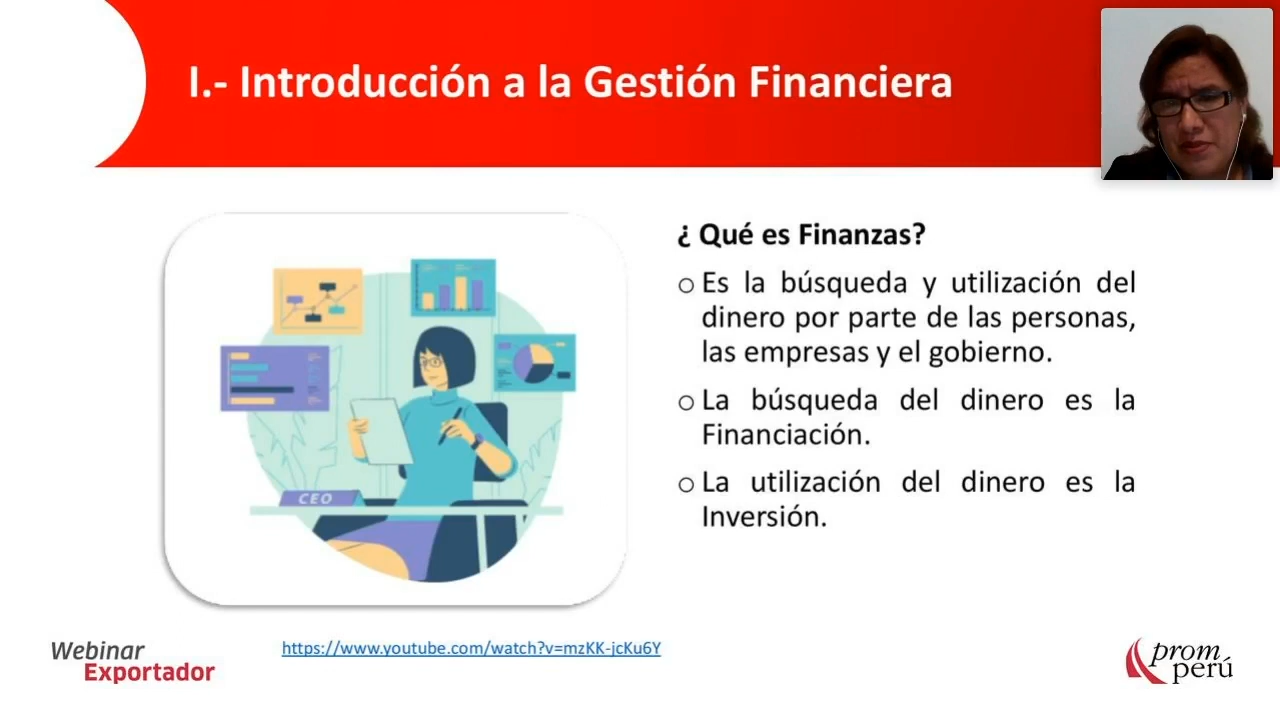 I.- Introducción a la Gestión Financiera
¿ Qué es Finanzas?
o Es la búsqueda y utilización del
dinero por parte de las personas,
las empresas y el gobierno.
o La búsqueda del dinero es la
Financiación.
o La utilización del dinero es la
Inversión.
CEO
Webinar
Exportador
https://www.youtube.com/watch?v=mzKK-jcKu6Y
prom
perú